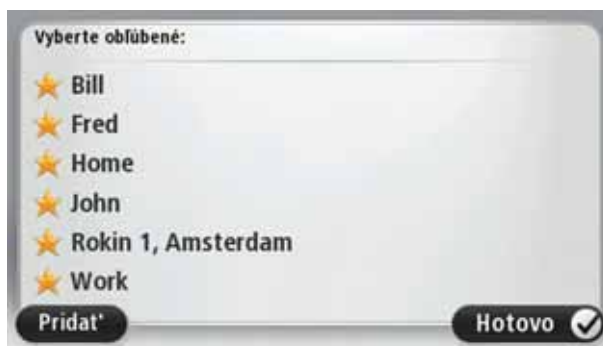 Vyberte obľúbené:
Bill
Fred
Home
John
Rokin 1, Amsterdam
Work
Pridať
Hotovo